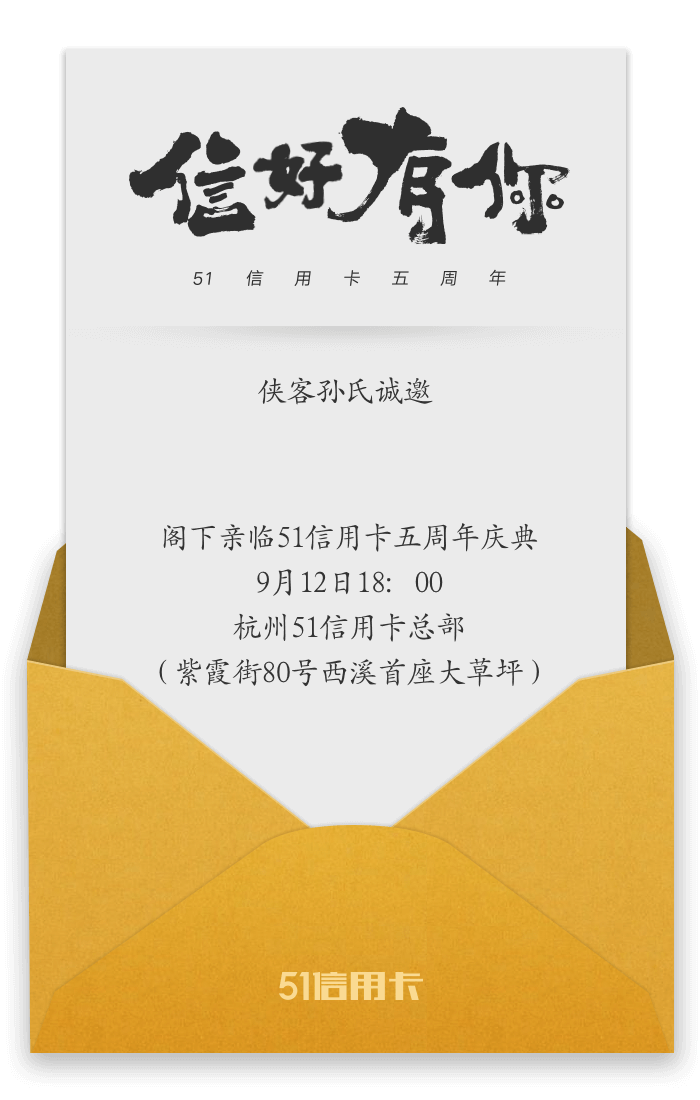 信好有你
51信用卡五周年
侠客孙氏诚邀
阁下亲临51信用卡五周年庆典
9月12日18：00
杭州51信用卡总部
（紫霞街80号西溪首座大草坪）
51信用卡